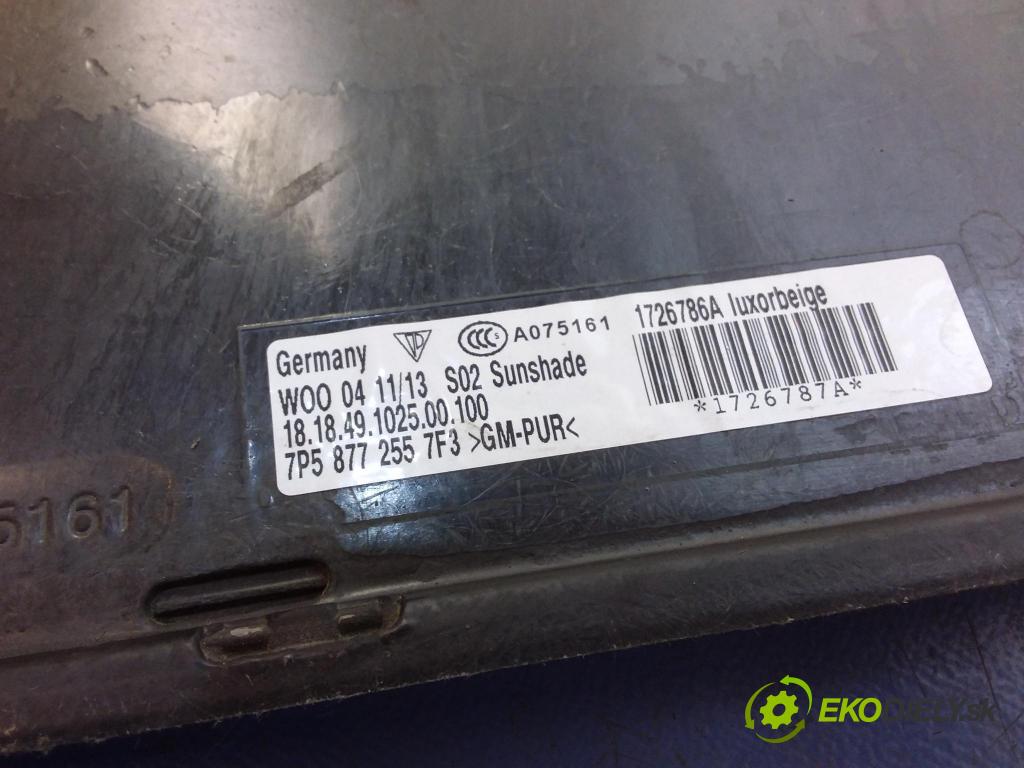 Germany CCC S A075161 1726786A luxorbeige
WOO 04 11/13 S02 Sunshade
18.18.49.1025.00.100
7P5 877 255 7F3 >GM-PUR<
*1726787A*
5161
EKODIELY.sk